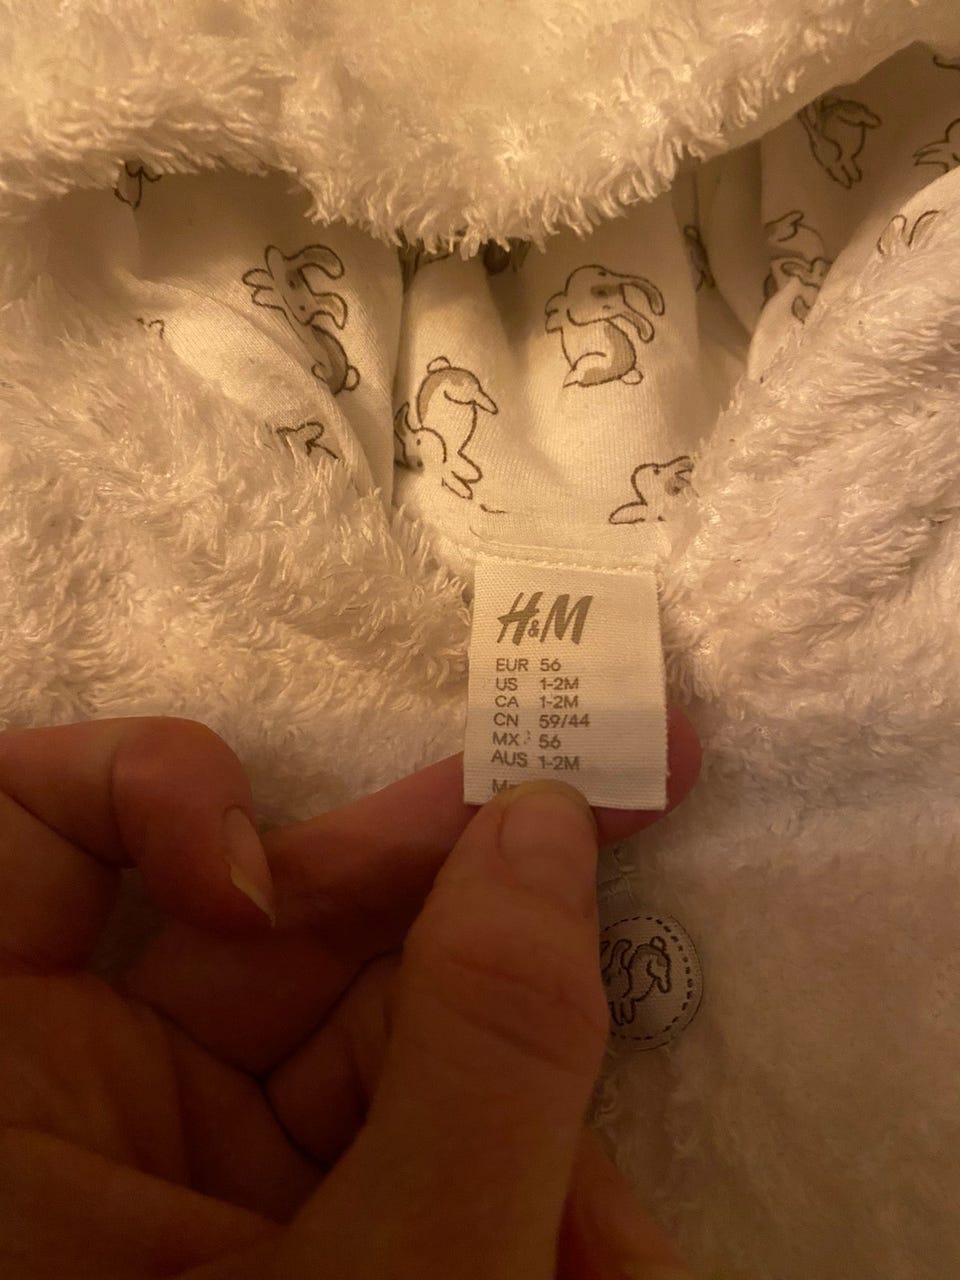 H&M
EUR 56
US 1-2M
CA 1-2M
CN 59/44
MX 56
AUS 1-2M